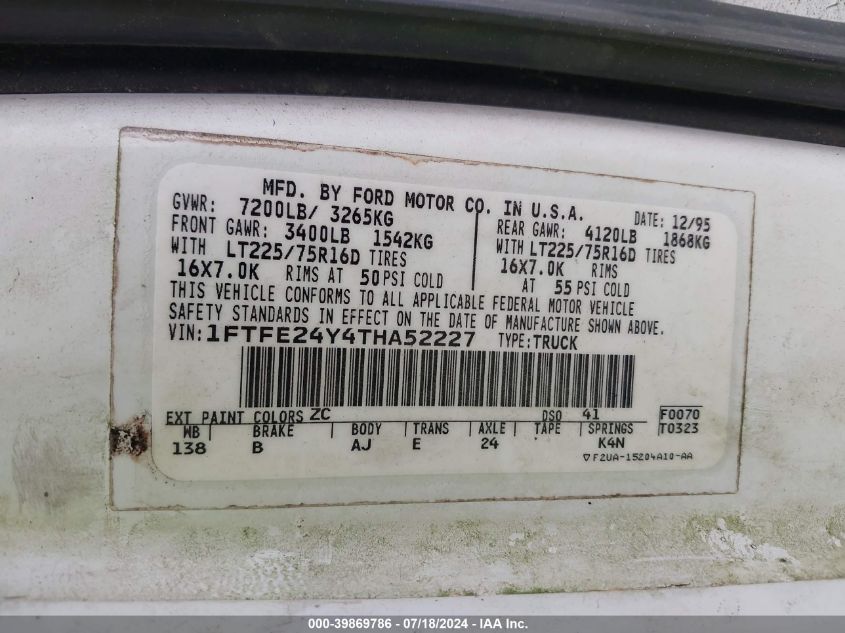 MFD. BY FORD MOTOR CO. IN U.S.A.
GVWR: 7200LB/ 3265KG DATE: 12/95
FRONT GAWR: 3400LB 1542KG REAR GAWR: 4120LB 1868KG
WITH LT225/75R16D TIRES WITH LT225/75R16D TIRES
16X7.0K RIMS AT 50 PSI COLD 16X7.0K RIMS
AT 55 PSI COLD
THIS VEHICLE CONFORMS TO ALL APPLICABLE FEDERAL MOTOR VEHICLE
SAFETY STANDARDS IN EFFECT ON THE DATE OF MANUFACTURE SHOWN ABOVE.
VIN: 1FTFE24Y4THA52227 TYPE: TRUCK
EXT PAINT COLORS ZC DSO 41 F0070
WB BRAKE BODY TRANS AXLE TAPE SPRINGS T0323
138 B AJ E 24 K4N
F2UA-15204A10-AA
000-39869786 - 07/18/2024 - IAA Inc.